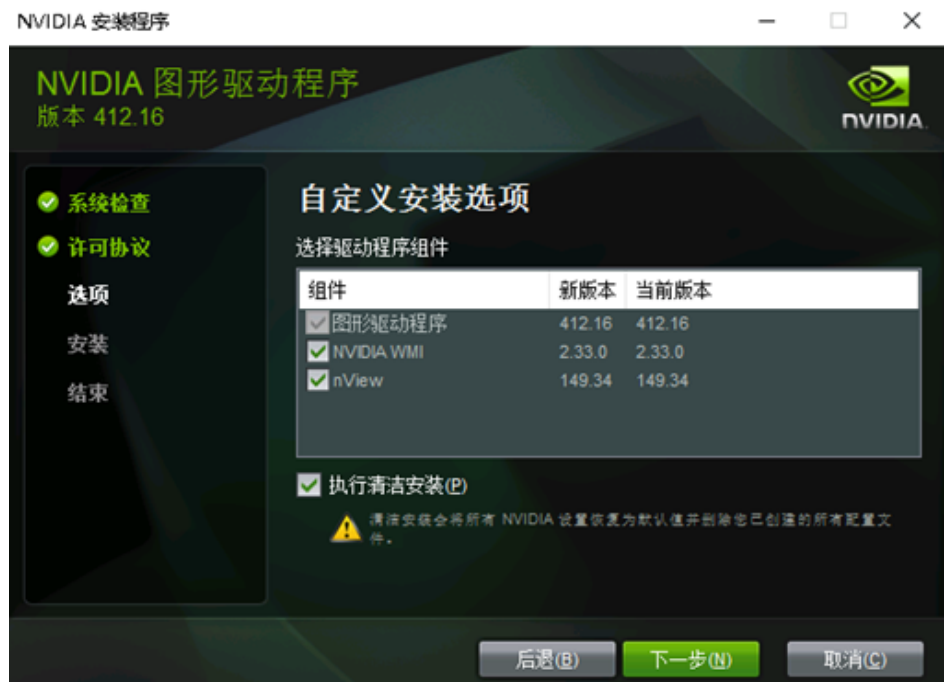 NVIDIA 安装程序
NVIDIA 图形驱动程序
版本 412.16
NVIDIA.
系统检查
许可协议
选项
安装
结束
自定义安装选项
选择驱动程序组件
组件 新版本 当前版本
图形驱动程序 412.16 412.16
NVIDIA WMI 2.33.0 2.33.0
nView 149.34 149.34
执行清洁安装(P)
清洁安装会将所有 NVIDIA 设置恢复为默认值并删除您已创建的所有配置文
件。
后退(B) 下一步(N) 取消(C)